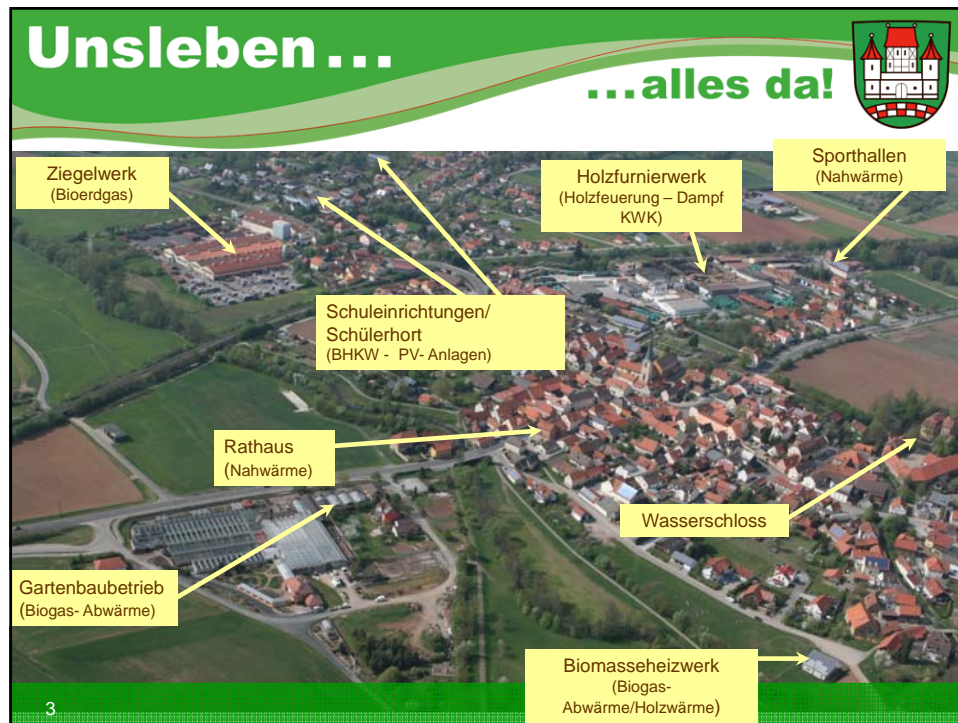 Unsleben...
...alles da!
Ziegelwerk
(Bioerdgas)
Holzfurnierwerk
(Holzfeuerung – Dampf
KWK)
Sporthallen
(Nahwärme)
Schuleinrichtungen/
Schülerhort
(BHKW - PV- Anlagen)
Rathaus
(Nahwärme)
Wasserschloss
Gartenbaubetrieb
(Biogas- Abwärme)
Biomasseheizwerk
(Biogas-
Abwärme/Holzwärme)
3